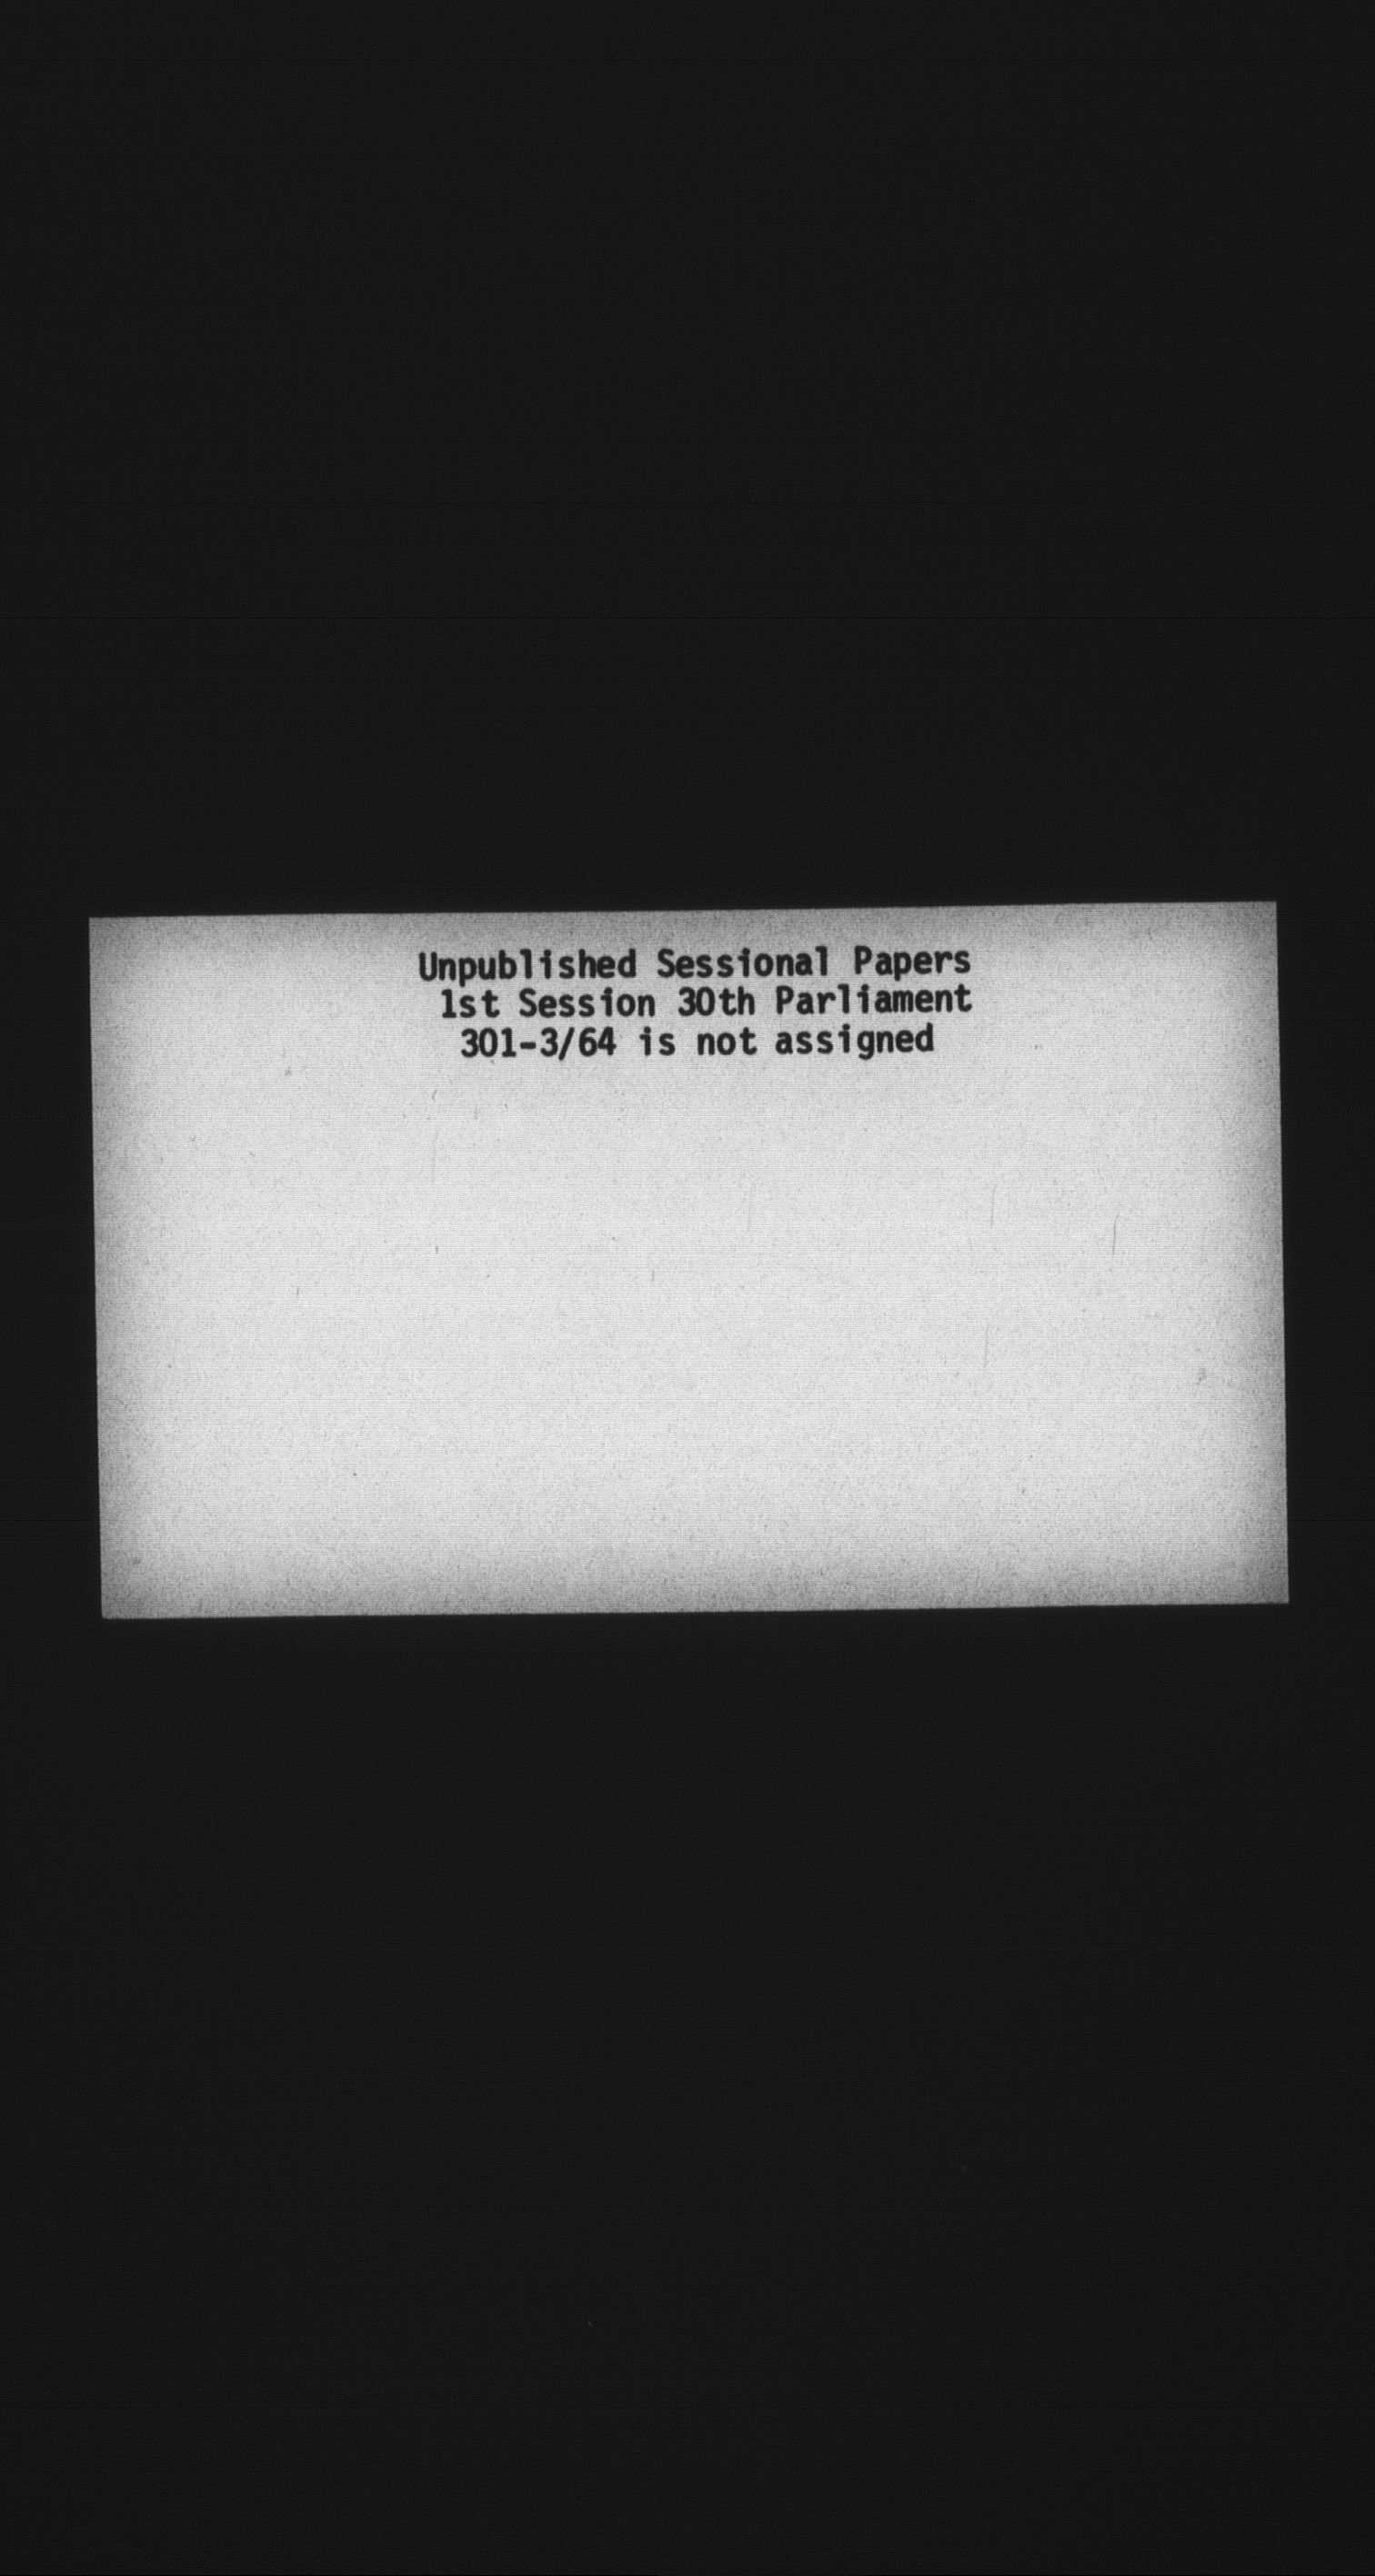 Unpublished Sessional Papers
1st Session 30th Parliament
301-3/64 is not assigned